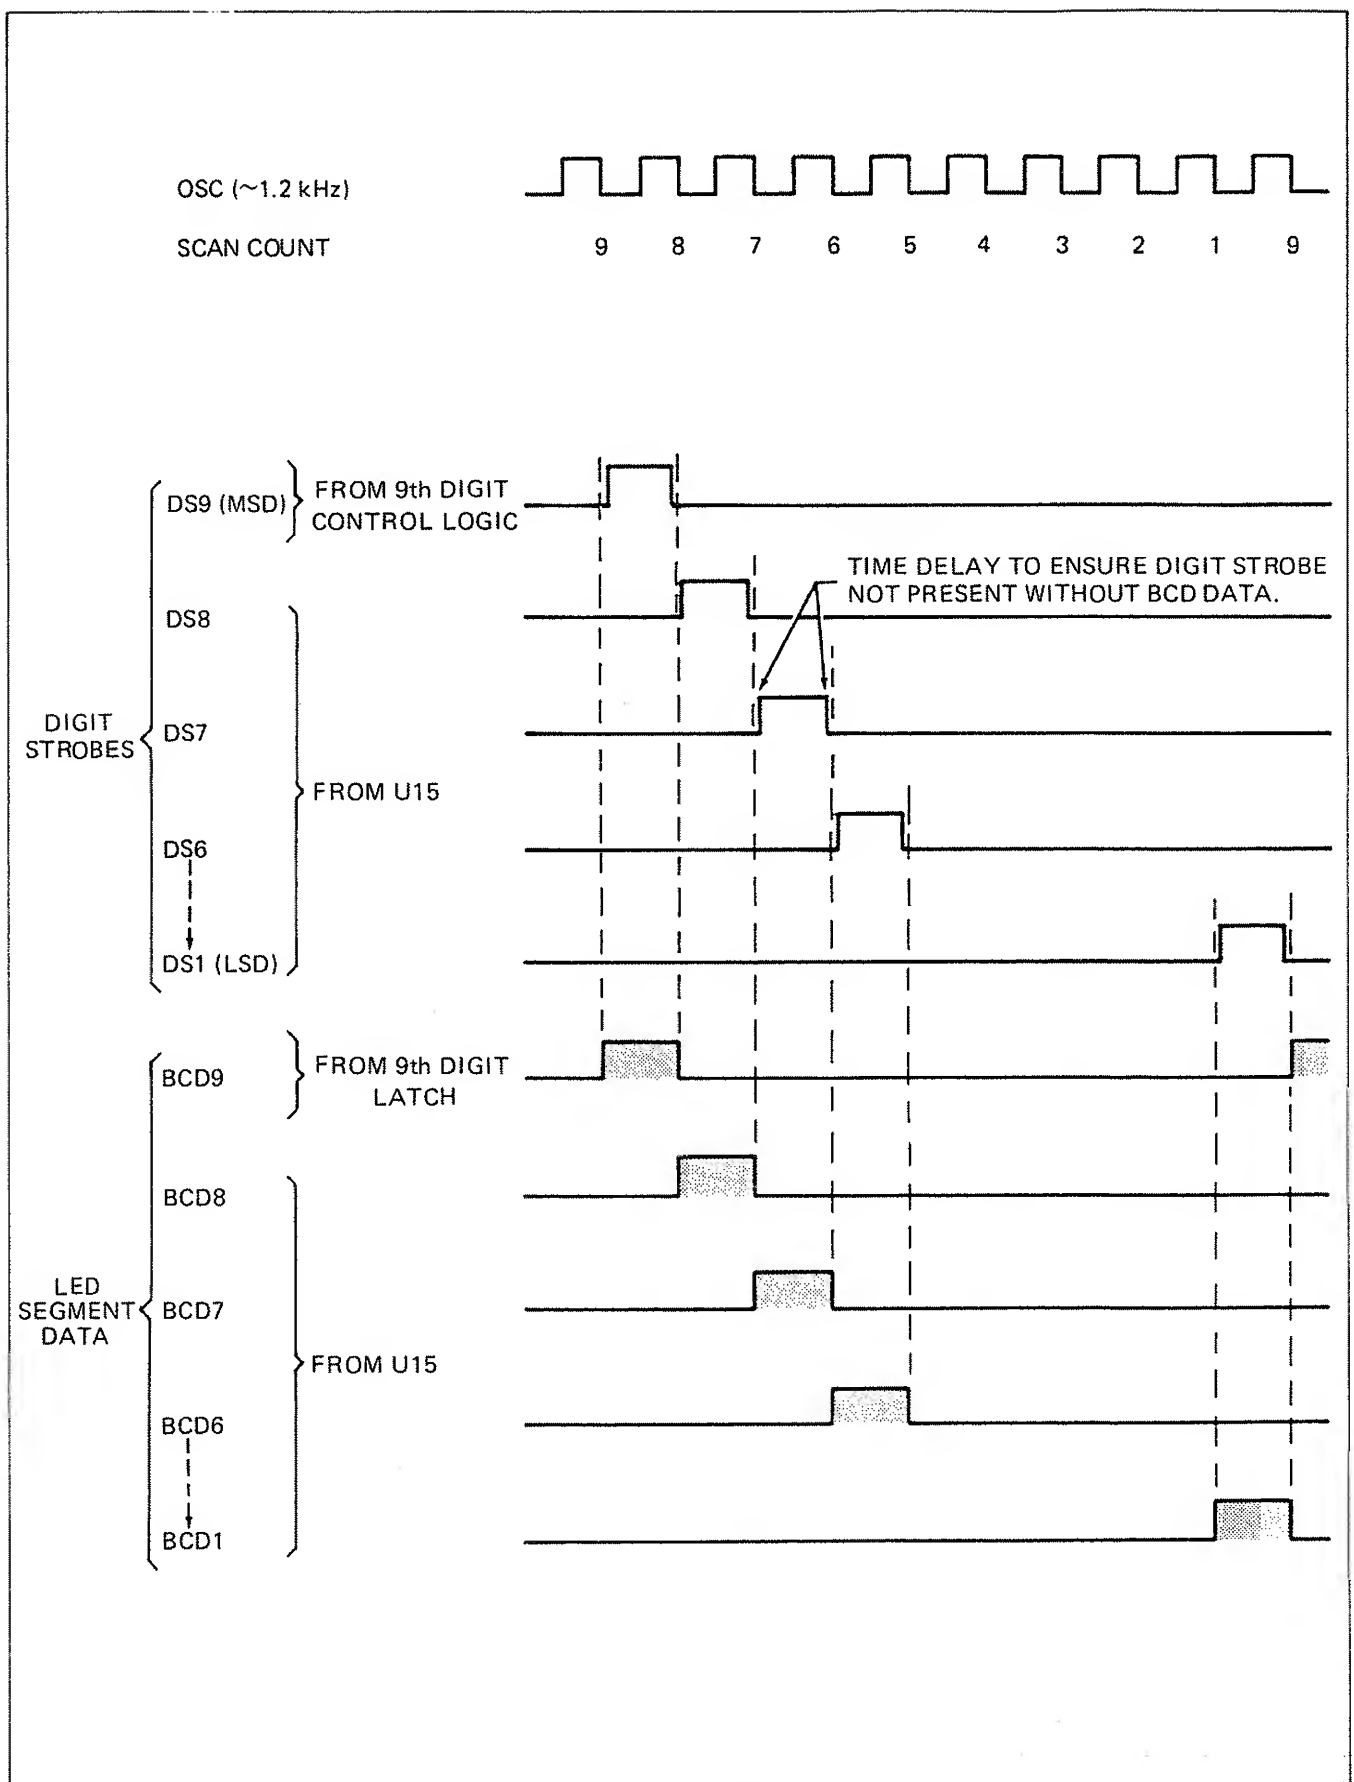 OSC (~1.2 kHz)
SCAN COUNT 9 8 7 6 5 4 3 2 1 9
DS9 (MSD)
FROM 9th DIGIT
CONTROL LOGIC
TIME DELAY TO ENSURE DIGIT STROBE
NOT PRESENT WITHOUT BCD DATA.
DS8
DIGIT
STROBES
DS7
FROM U15
DS6
DS1 (LSD)
BCD9
FROM 9th DIGIT
LATCH
BCD8
LED
SEGMENT
DATA
BCD7
FROM U15
BCD6
BCD1